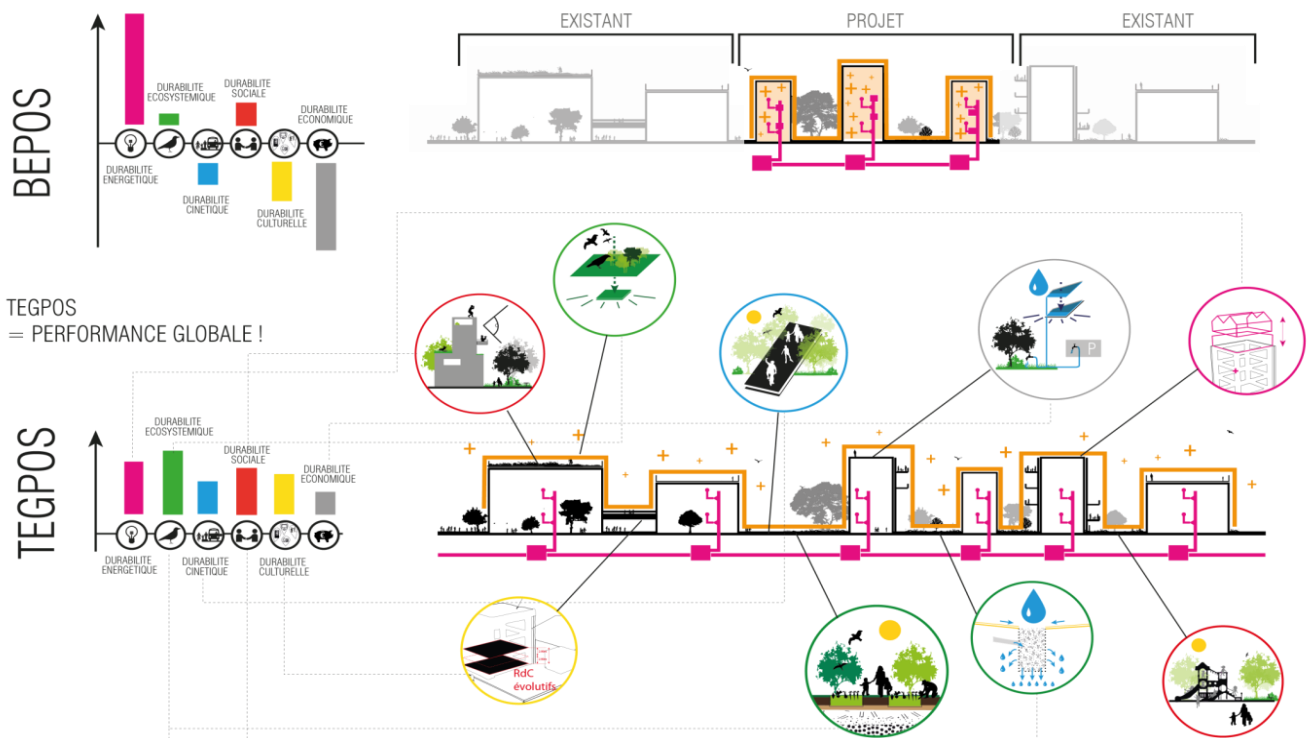 EXISTANT
PROJET
EXISTANT
BEPOS
DURABILITE
ECOSYSTEMIQUE
DURABILITE
SOCIALE
DURABILITE
ECONOMIQUE
DURABILITE
ENERGETIQUE
DURABILITE
CINETIQUE
DURABILITE
CULTURELLE
TEGPOS
= PERFORMANCE GLOBALE !
P
TEGPOS
DURABILITE
ECOSYSTEMIQUE
DURABILITE
SOCIALE
DURABILITE
ECONOMIQUE
DURABILITE
ENERGETIQUE
DURABILITE
CINETIQUE
DURABILITE
CULTURELLE
RdC
évolutifs